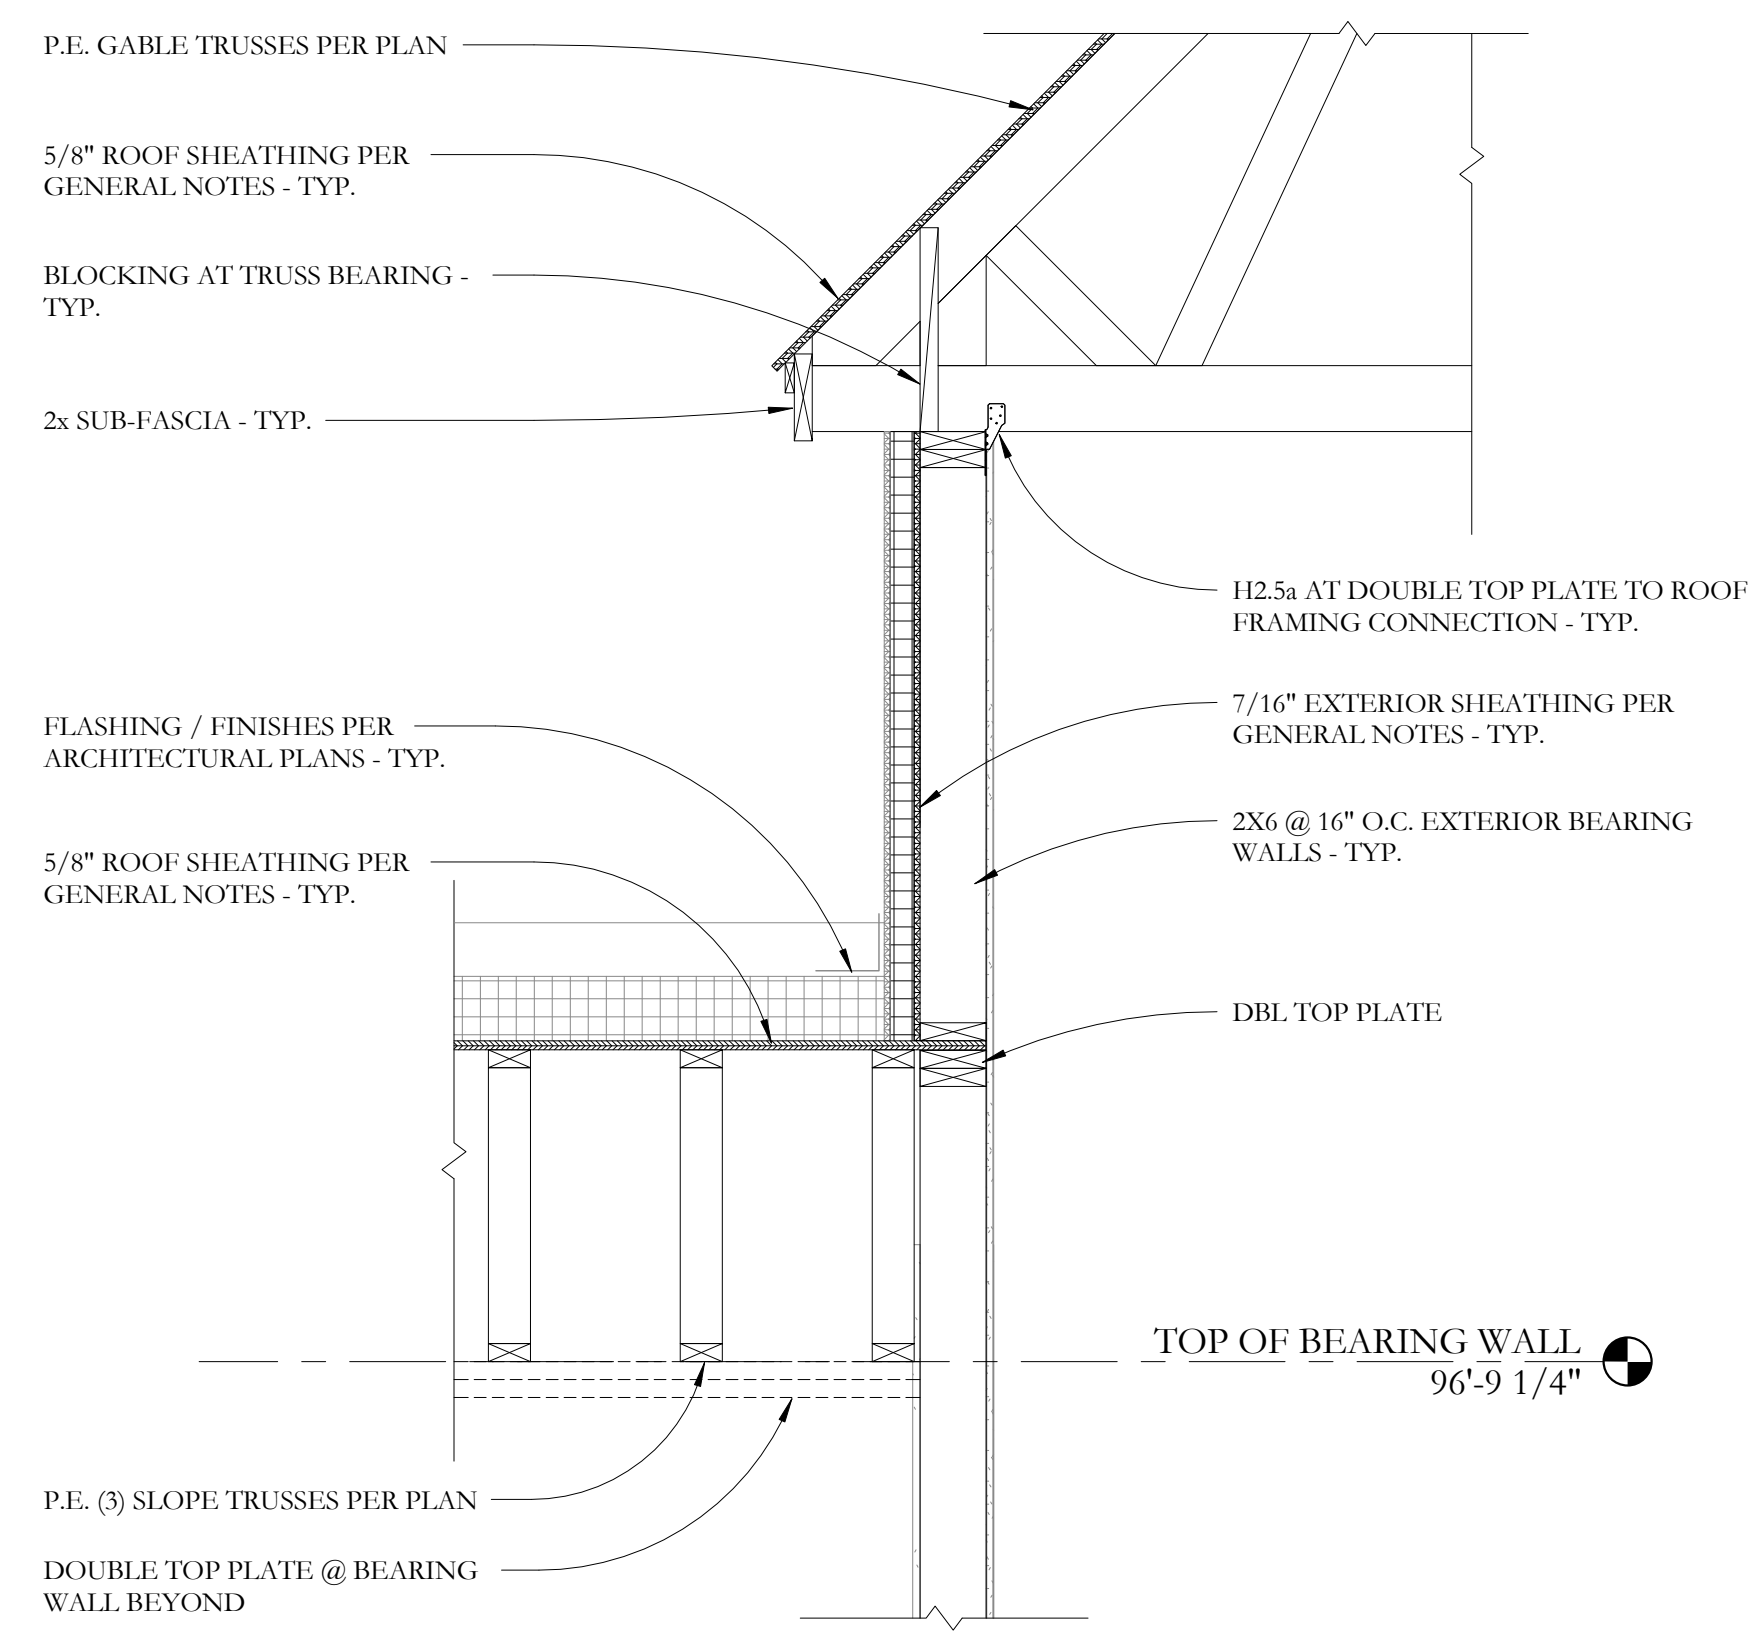 P.E. GABLE TRUSSES PER PLAN
5/8" ROOF SHEATHING PER
GENERAL NOTES - TYP.
BLOCKING AT TRUSS BEARING -
TYP.
2x SUB-FASCIA - TYP.
FLASHING / FINISHES PER
ARCHITECTURAL PLANS - TYP.
5/8" ROOF SHEATHING PER
GENERAL NOTES - TYP.
P.E. (3) SLOPE TRUSSES PER PLAN
DOUBLE TOP PLATE @ BEARING
WALL BEYOND
H2.5a AT DOUBLE TOP PLATE TO ROOF
FRAMING CONNECTION - TYP.
7/16" EXTERIOR SHEATHING PER
GENERAL NOTES - TYP.
2X6 @ 16" O.C. EXTERIOR BEARING
WALLS - TYP.
DBL TOP PLATE
TOP OF BEARING WALL
96'-9 1/4"